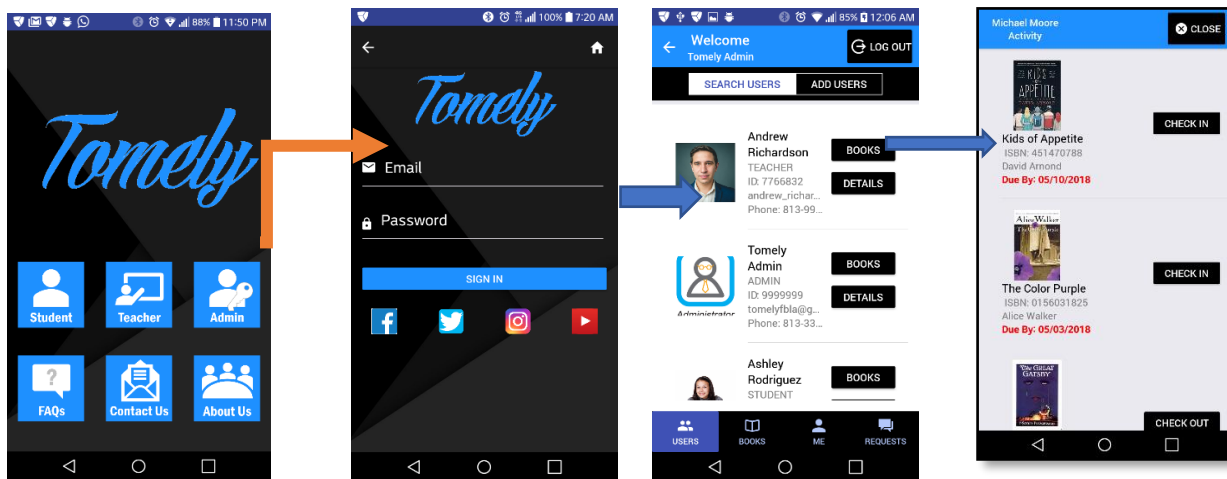 88% 11:50 PM
Tomely
Student
Teacher
Admin
?
FAQs
Contact Us
About Us
100% 7:20 AM
Tomely
Email
Password
SIGN IN
85% 12:06 AM
Welcome
Tomely Admin
LOG OUT
SEARCH USERS
ADD USERS
Andrew
Richardson
TEACHER
ID: 7766832
andrew_richar...
Phone: 813-99...
BOOKS
DETAILS
Tomely
Admin
ADMIN
ID: 9999999
tomelyfbla@g...
Phone: 813-33...
BOOKS
DETAILS
Administrator
Ashley
Rodriguez
STUDENT
BOOKS
USERS
BOOKS
ME
REQUESTS
Michael Moore
Activity
CLOSE
KIDS
of
APPETITE
Kids of Appetite
ISBN: 451470788
David Arnond
Due By: 05/10/2018
CHECK IN
Alice Walker
The Color Purple
ISBN: 0156031825
Alice Walker
Due By: 05/03/2018
CHECK IN
The GREAT
GATSBY
CHECK OUT